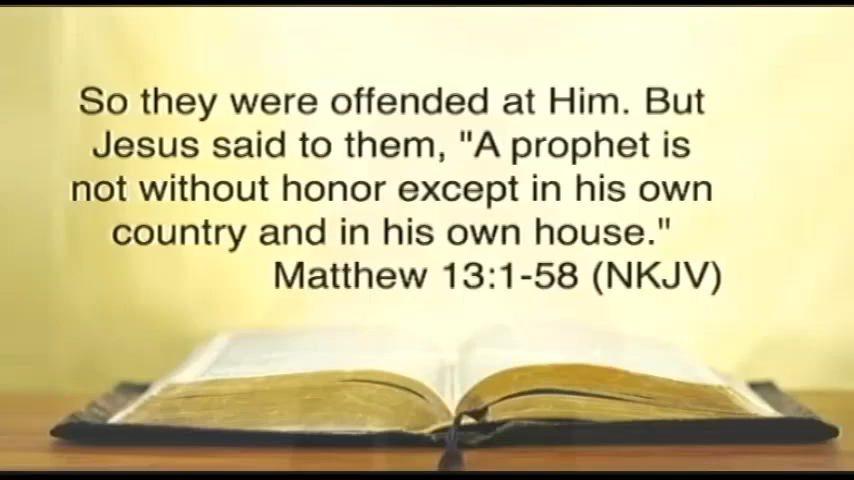 So they were offended at Him. But
Jesus said to them, "A prophet is
not without honor except in his own
country and in his own house."
Matthew 13:1-58 (NKJV)